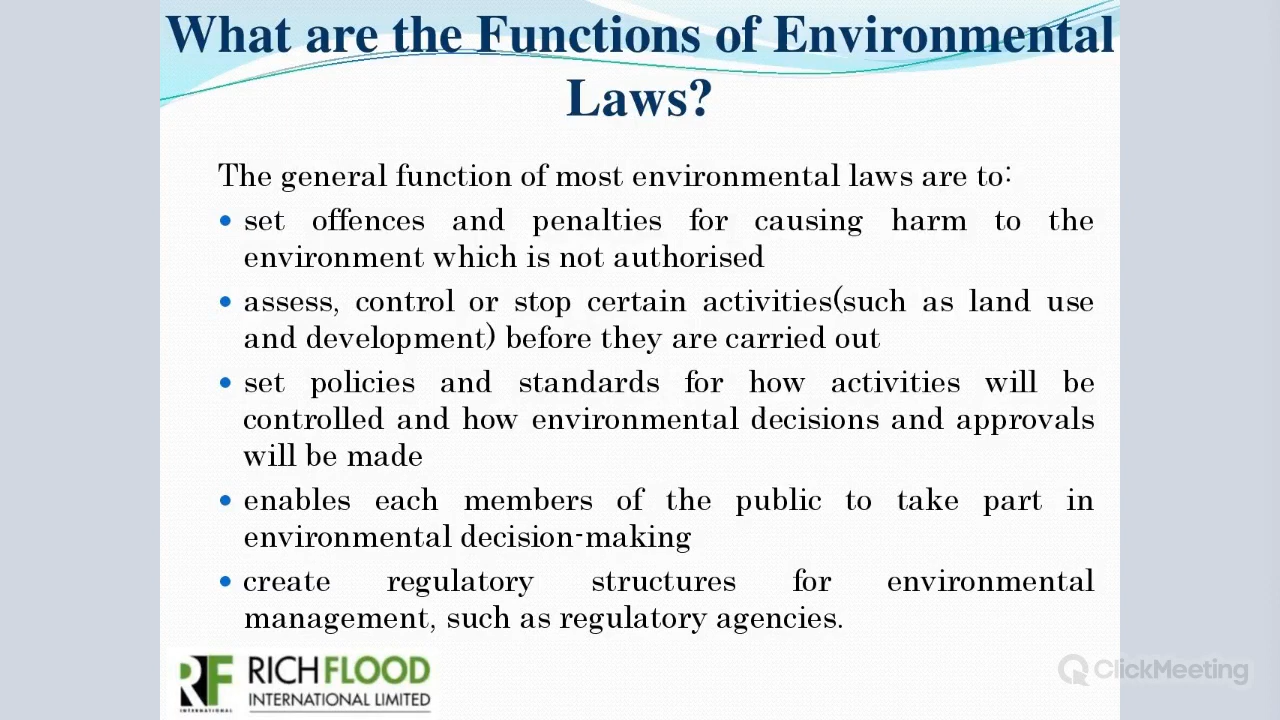 What are the Functions of Environmental
Laws?
The general function of most environmental laws are to:
set offences and penalties for causing harm to the
environment which is not authorised
assess, control or stop certain activities(such as land use
and development) before they are carried out
set policies and standards for how activities will be
controlled and how environmental decisions and approvals
will be made
enables each members of the public to take part in
environmental decision-making
create regulatory structures for environmental
management, such as regulatory agencies.
RF
INTERNATIONAL
RICHFLOOD
INTERNATIONAL LIMITED
ClickMeeting